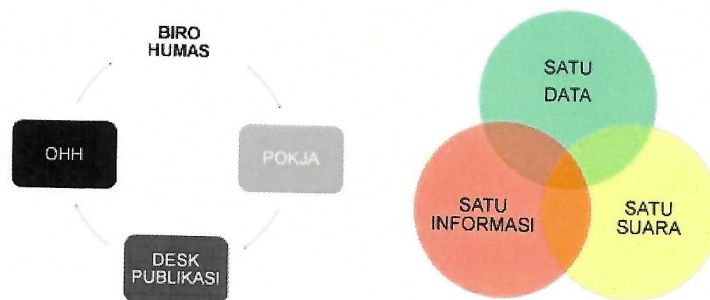 BIRO
HUMAS
OHH
POKJA
DESK
PUBLIKASI
SATU
DATA
SATU
INFORMASI
SATU
SUARA